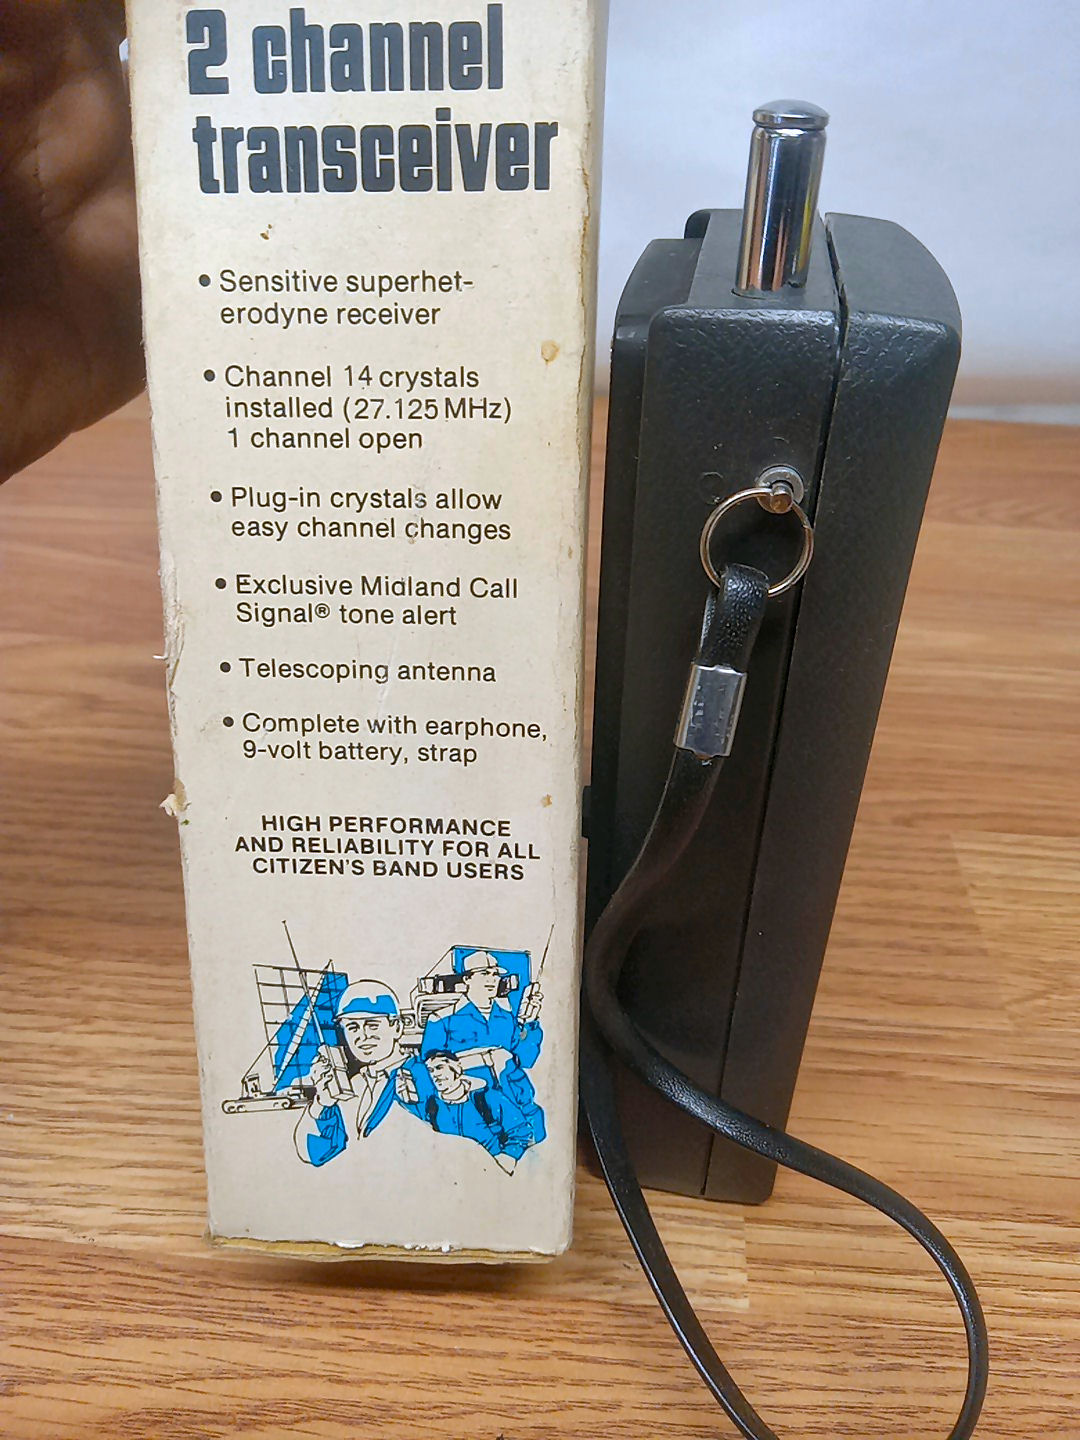 2 channel
transceiver
• Sensitive superhet-
erodyne receiver
• Channel 14 crystals
installed (27.125 MHz)
1 channel open
• Plug-in crystals allow
easy channel changes
• Exclusive Midland Call
Signal® tone alert
• Telescoping antenna
• Complete with earphone,
9-volt battery, strap
HIGH PERFORMANCE
AND RELIABILITY FOR ALL
CITIZEN'S BAND USERS